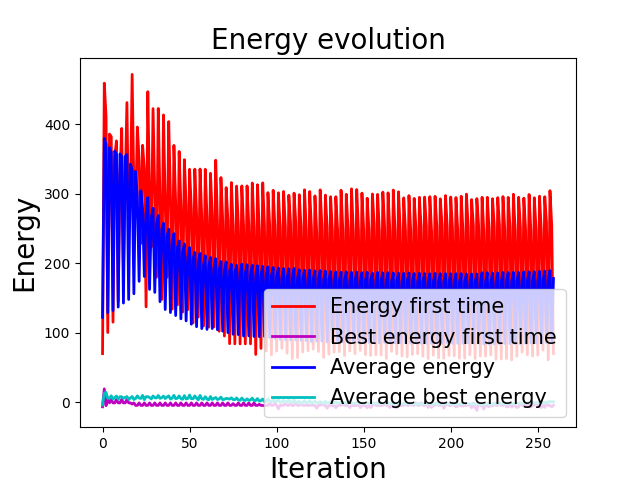 Energy evolution
Energy
400
300
200
100
0
Energy first time
Best energy first time
Average energy
Average best energy
0 50 100 150 200 250
Iteration